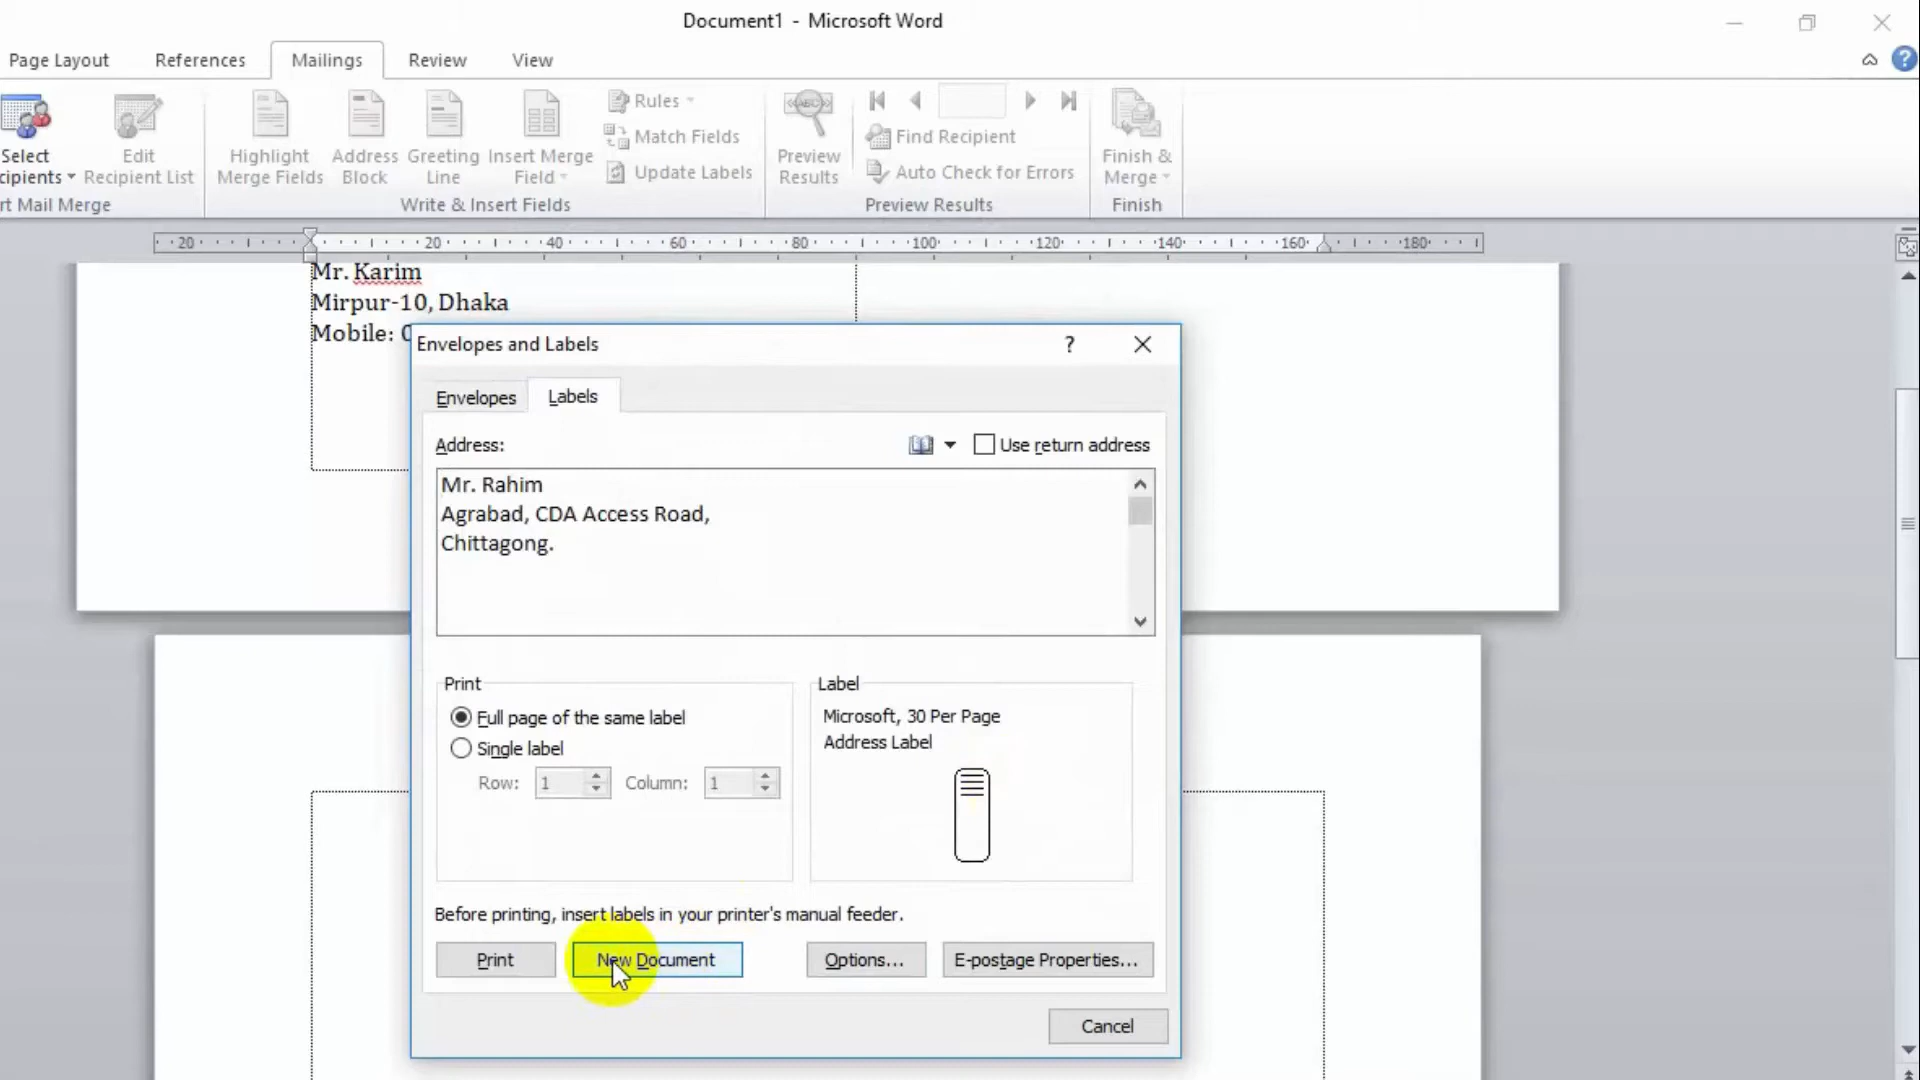 Document1 - Microsoft Word
Page Layout References Mailings Review View
Select
cipients
rt Mail Merge
Edit
Recipient List
Highlight
Merge Fields
Address
Block
Greeting
Line
Insert Merge
Field
Rules
Match Fields
Update Labels
Write & Insert Fields
Preview
Results
Find Recipient
Auto Check for Errors
Preview Results
Finish &
Merge
Finish
20 20 40 60 80 100 120 140 160 180
Mr. Karim
Mirpur-10, Dhaka
Mobile: 0
Envelopes and Labels ?
Envelopes Labels
Address: Use return address
Mr. Rahim
Agrabad, CDA Access Road,
Chittagong.
Print
Full page of the same label
Single label
Row: 1 Column: 1
Label
Microsoft, 30 Per Page
Address Label
Before printing, insert labels in your printer's manual feeder.
Print New Document Options... E-postage Properties...
Cancel